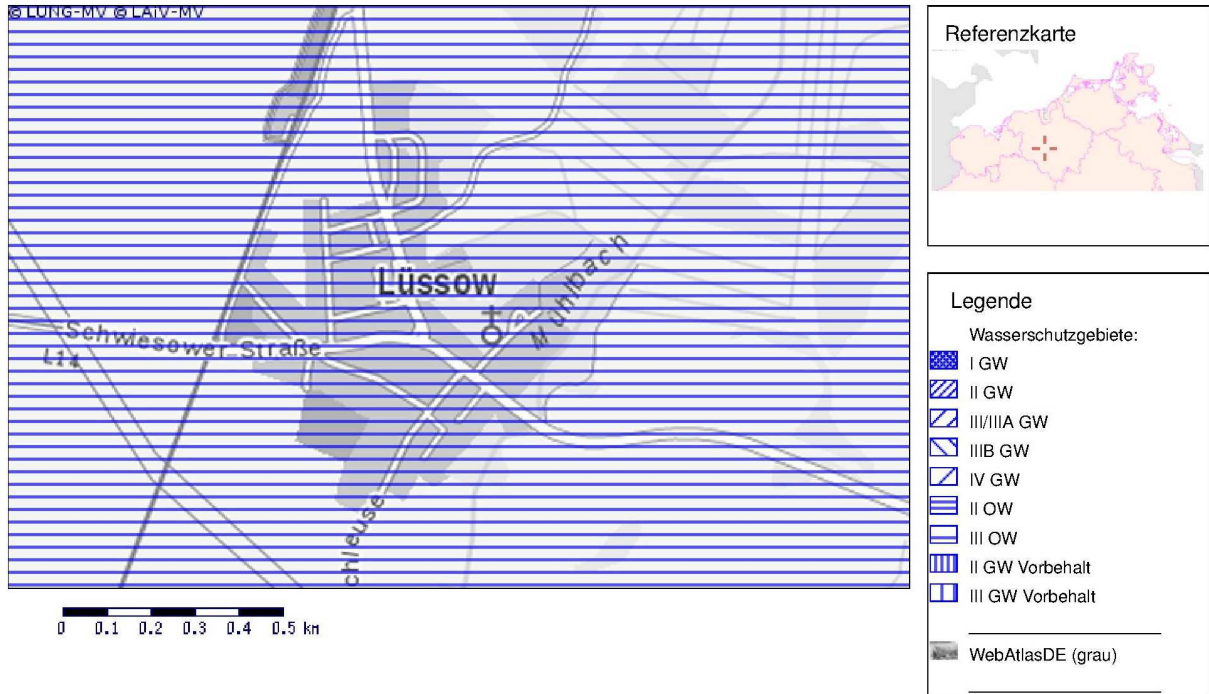 © LUNG-MV © LAiV-MV
Lüssow
Mühlbach
Schwiesower Straße
L14
chleuse
0 0.1 0.2 0.3 0.4 0.5 km
Referenzkarte
Legende
Wasserschutzgebiete:
I GW
II GW
III/IIIA GW
IIIB GW
IV GW
II OW
III OW
II GW Vorbehalt
III GW Vorbehalt
WebAtlasDE (grau)